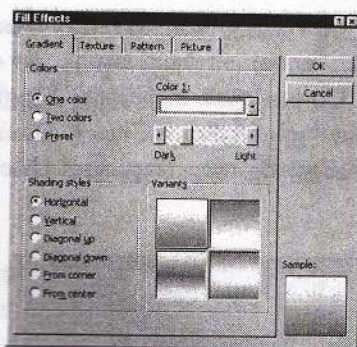 Fill Effects
Gradient Texture Pattern Picture
Colors
One color
Two colors
Preset
Color 1:
Dark Light
OK
Cancel
Shading styles
Horizontal
Vertical
Diagonal up
Diagonal down
From corner
From center
Variants
Sample: